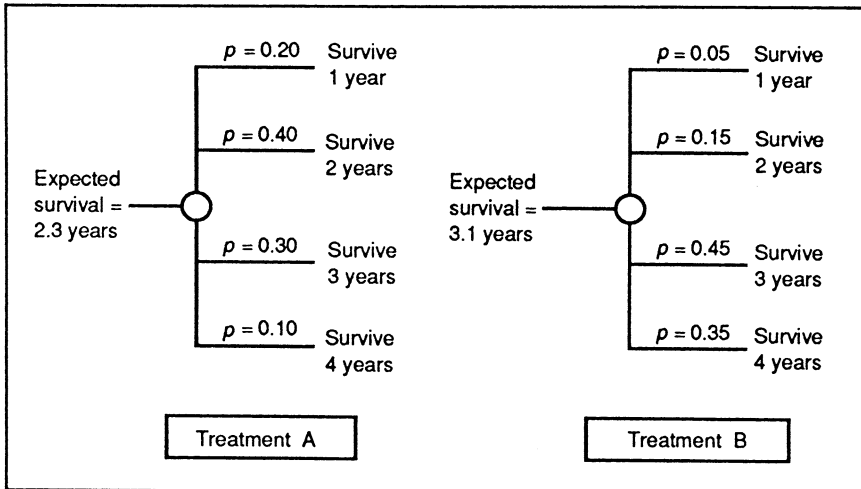 Expected
survival =
2.3 years
p = 0.20
Survive
1 year
p = 0.40
Survive
2 years
p = 0.30
Survive
3 years
p = 0.10
Survive
4 years
Treatment A
Expected
survival =
3.1 years
p = 0.05
Survive
1 year
p = 0.15
Survive
2 years
p = 0.45
Survive
3 years
p = 0.35
Survive
4 years
Treatment B